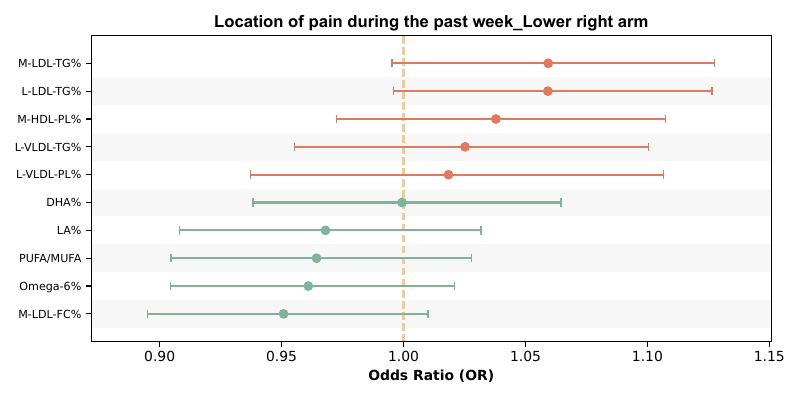 Location of pain during the past week_Lower right arm
M-LDL-TG%
L-LDL-TG%
M-HDL-PL%
L-VLDL-TG%
L-VLDL-PL%
DHA%
LA%
PUFA/MUFA
Omega-6%
M-LDL-FC%
0.90 0.95 1.00 1.05 1.10 1.15
Odds Ratio (OR)